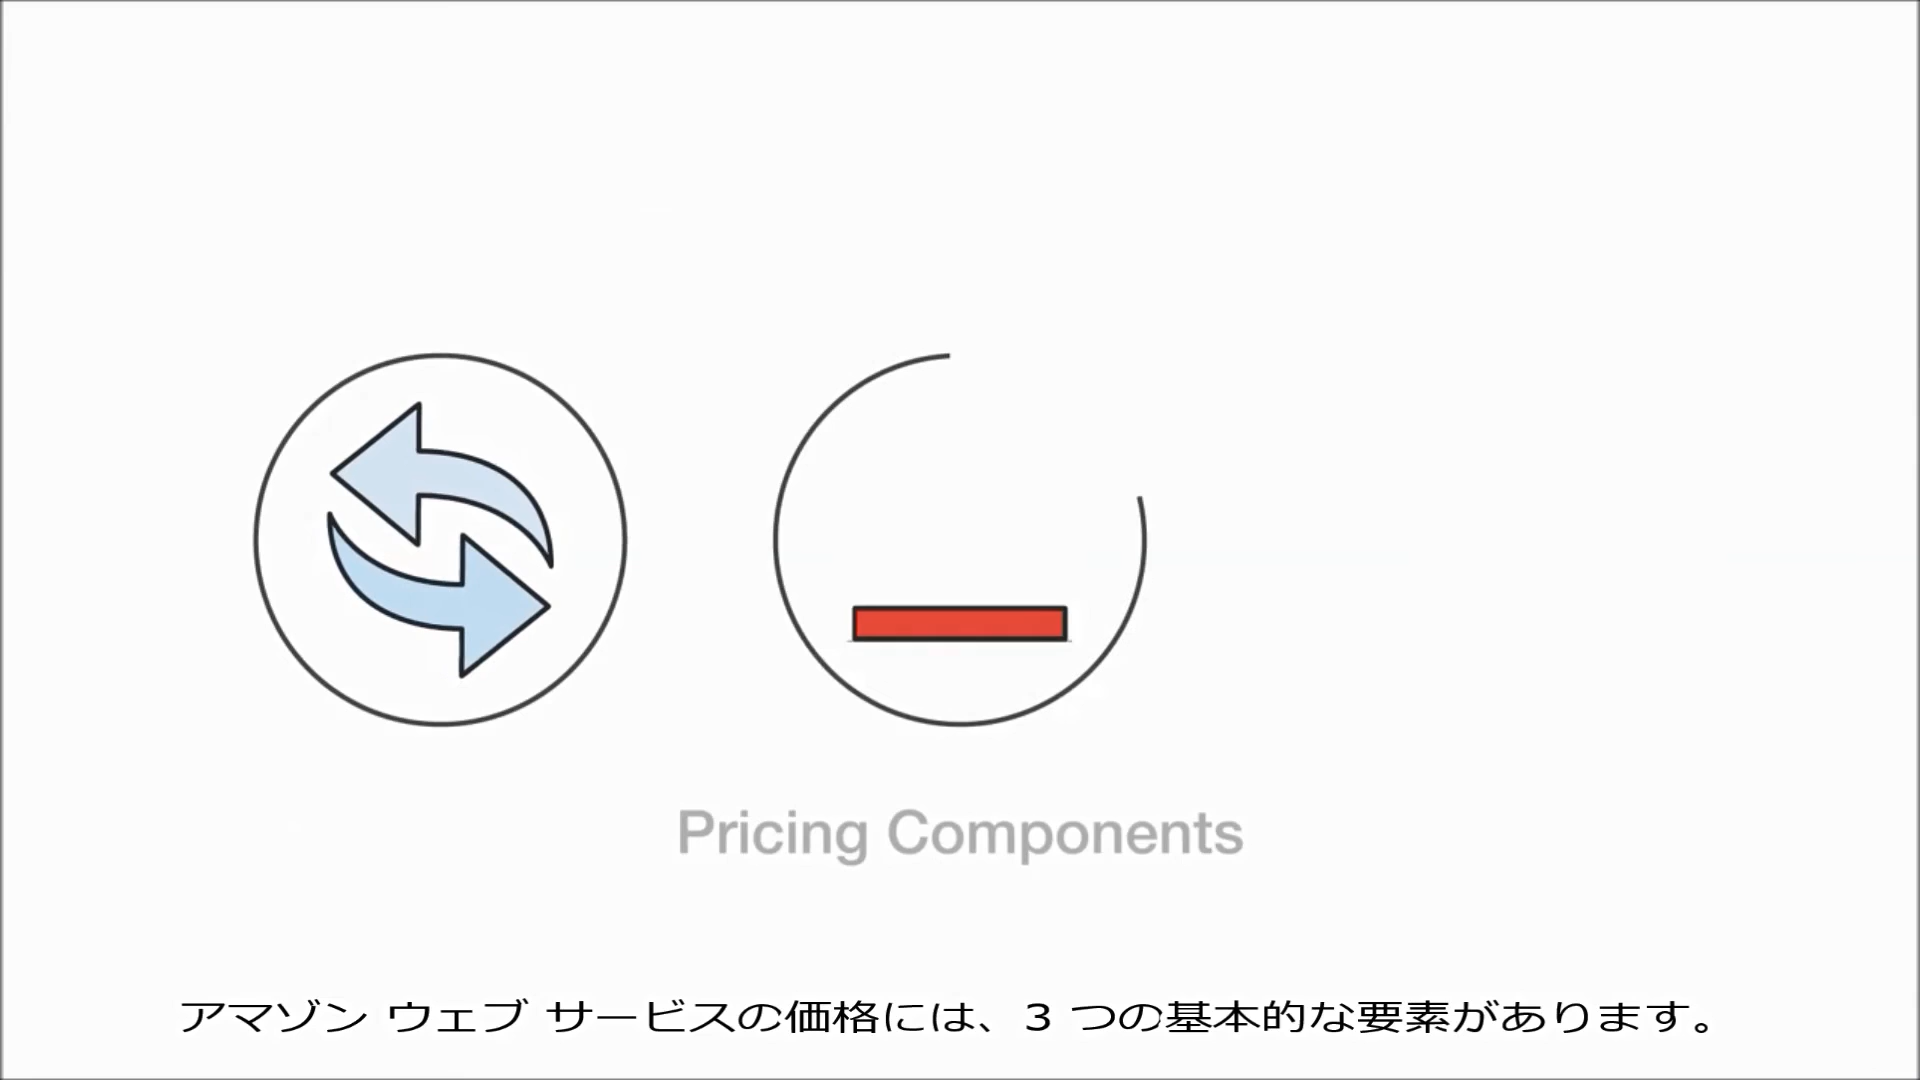 Pricing Components
アマゾン ウェブ サービスの価格には、3 つの基本的な要素があります。